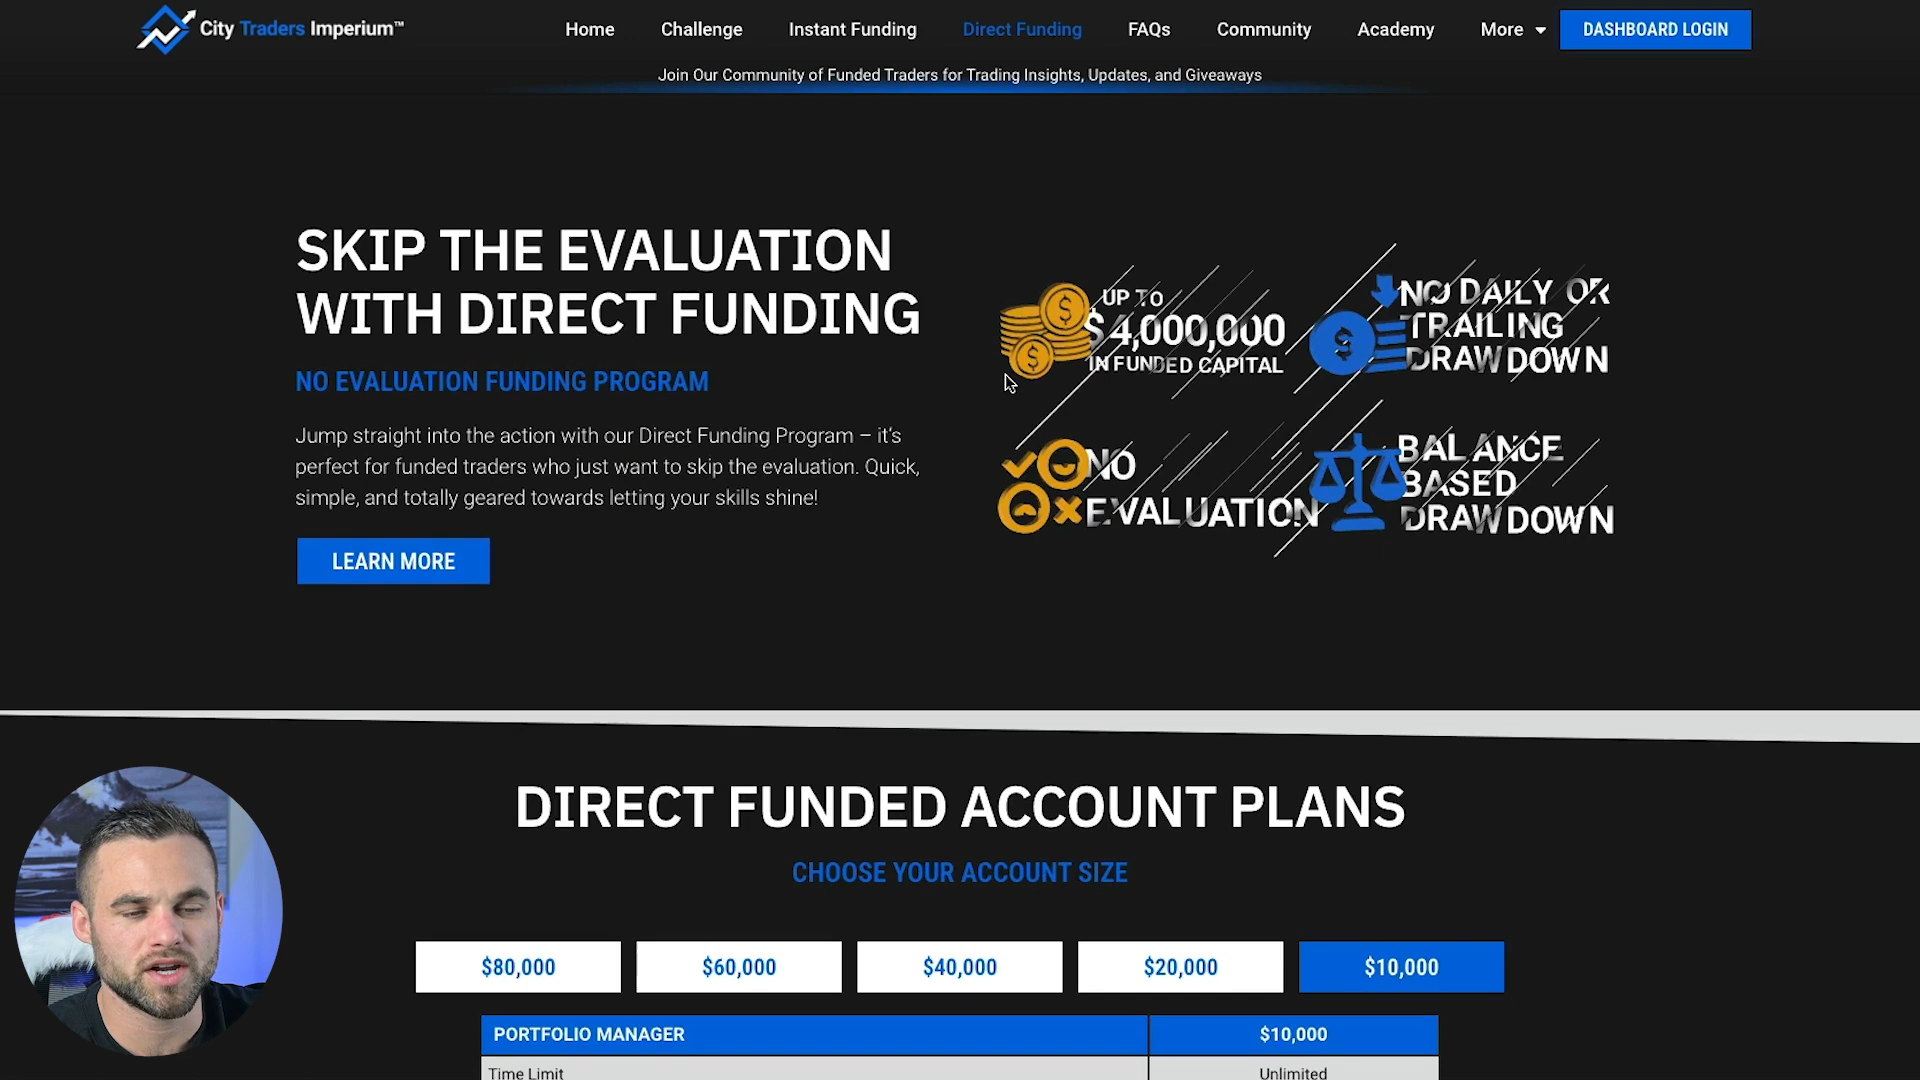 City Traders Imperium™
Home
Challenge
Instant Funding
Direct Funding
FAQs
Community
Academy
More
DASHBOARD LOGIN
Join Our Community of Funded Traders for Trading Insights, Updates, and Giveaways
SKIP THE EVALUATION
WITH DIRECT FUNDING
NO EVALUATION FUNDING PROGRAM
Jump straight into the action with our Direct Funding Program – it's
perfect for funded traders who just want to skip the evaluation. Quick,
simple, and totally geared towards letting your skills shine!
LEARN MORE
UP TO
$4,000,000
IN FUNDED CAPITAL
NO DAILY OR
TRAILING
DRAWDOWN
NO
EVALUATION
BALANCE
BASED
DRAWDOWN
DIRECT FUNDED ACCOUNT PLANS
CHOOSE YOUR ACCOUNT SIZE
$80,000
$60,000
$40,000
$20,000
$10,000
PORTFOLIO MANAGER
$10,000
Time Limit
Unlimited